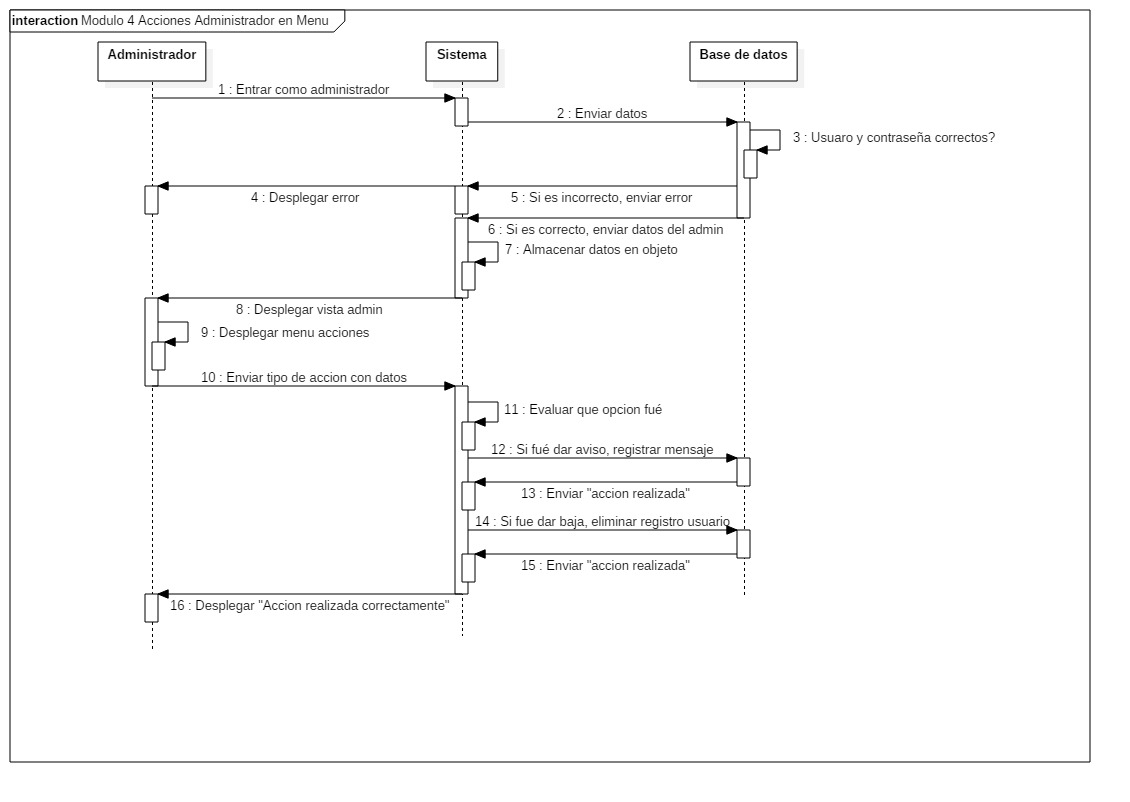 interaction Modulo 4 Acciones Administrador en Menu
Administrador
Sistema
Base de datos
1 : Entrar como administrador
2 : Enviar datos
3 : Usuaro y contraseña correctos?
4 : Desplegar error
5 : Si es incorrecto, enviar error
6 : Si es correcto, enviar datos del admin
7 : Almacenar datos en objeto
8 : Desplegar vista admin
9 : Desplegar menu acciones
10 : Enviar tipo de accion con datos
11 : Evaluar que opcion fué
12 : Si fué dar aviso, registrar mensaje
13 : Enviar "accion realizada"
14 : Si fue dar baja, eliminar registro usuario
15 : Enviar "accion realizada"
16 : Desplegar "Accion realizada correctamente"